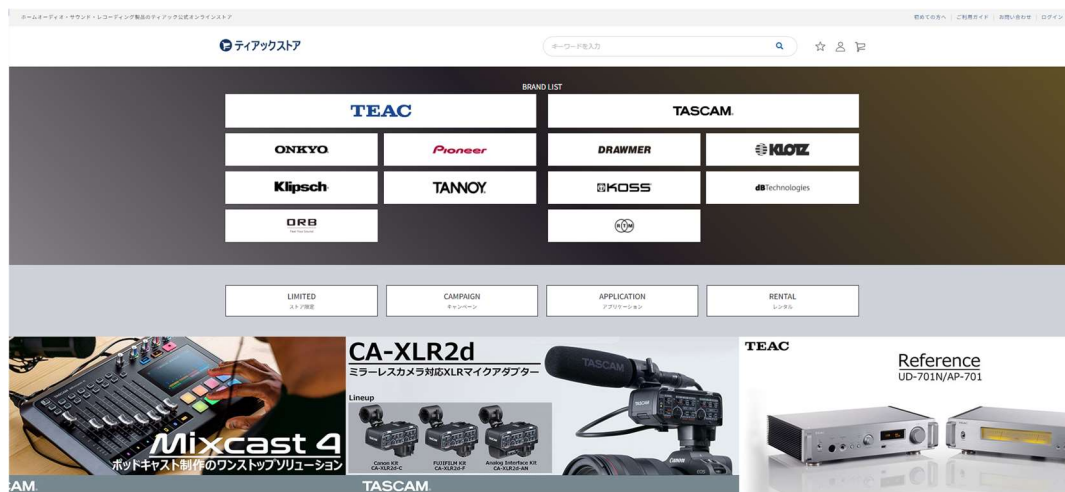 ホームオーディオ・サウンド・レコーディング製品のティアック公式オンラインストア
初めての方へ | ご利用ガイド | お問い合わせ | ログイン
ティアックストア
キーワードを入力
BRAND LIST
TEAC
TASCAM.
ONKYO
Pioneer
DRAWMER
KLOTZ
Klipsch
TANNOY.
KOSS
dBTechnologies
ORB
RTM
LIMITED
CAMPAIGN
APPLICATION
RENTAL
ストア限定
キャンペーン
アプリケーション
レンタル
Mixcast 4
ポッドキャスト制作のワンストップソリューション
AM.
CA-XLR2d
ミラーレスカメラ対応XLRマイクアダプター
Lineup
TASCAM
Canon Kit
CA-XLR2d-C
FUJIFILM Kit
CA-XLR2d-F
Analog Interface Kit
CA-XLR2d-AN
Canon
TASCAM.
TEAC
Reference
UD-701N/AP-701